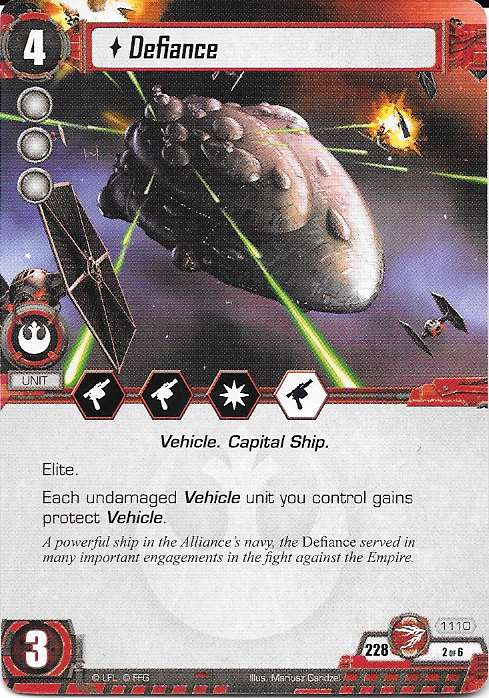 4
Defiance
UNIT
Vehicle. Capital Ship.
Elite.
Each undamaged Vehicle unit you control gains
protect Vehicle.
A powerful ship in the Alliance's navy, the Defiance served in
many important engagements in the fight against the Empire.
3
1110
228
2 of 6
© LFL © FFG
Illus. Mariusz Gandzel